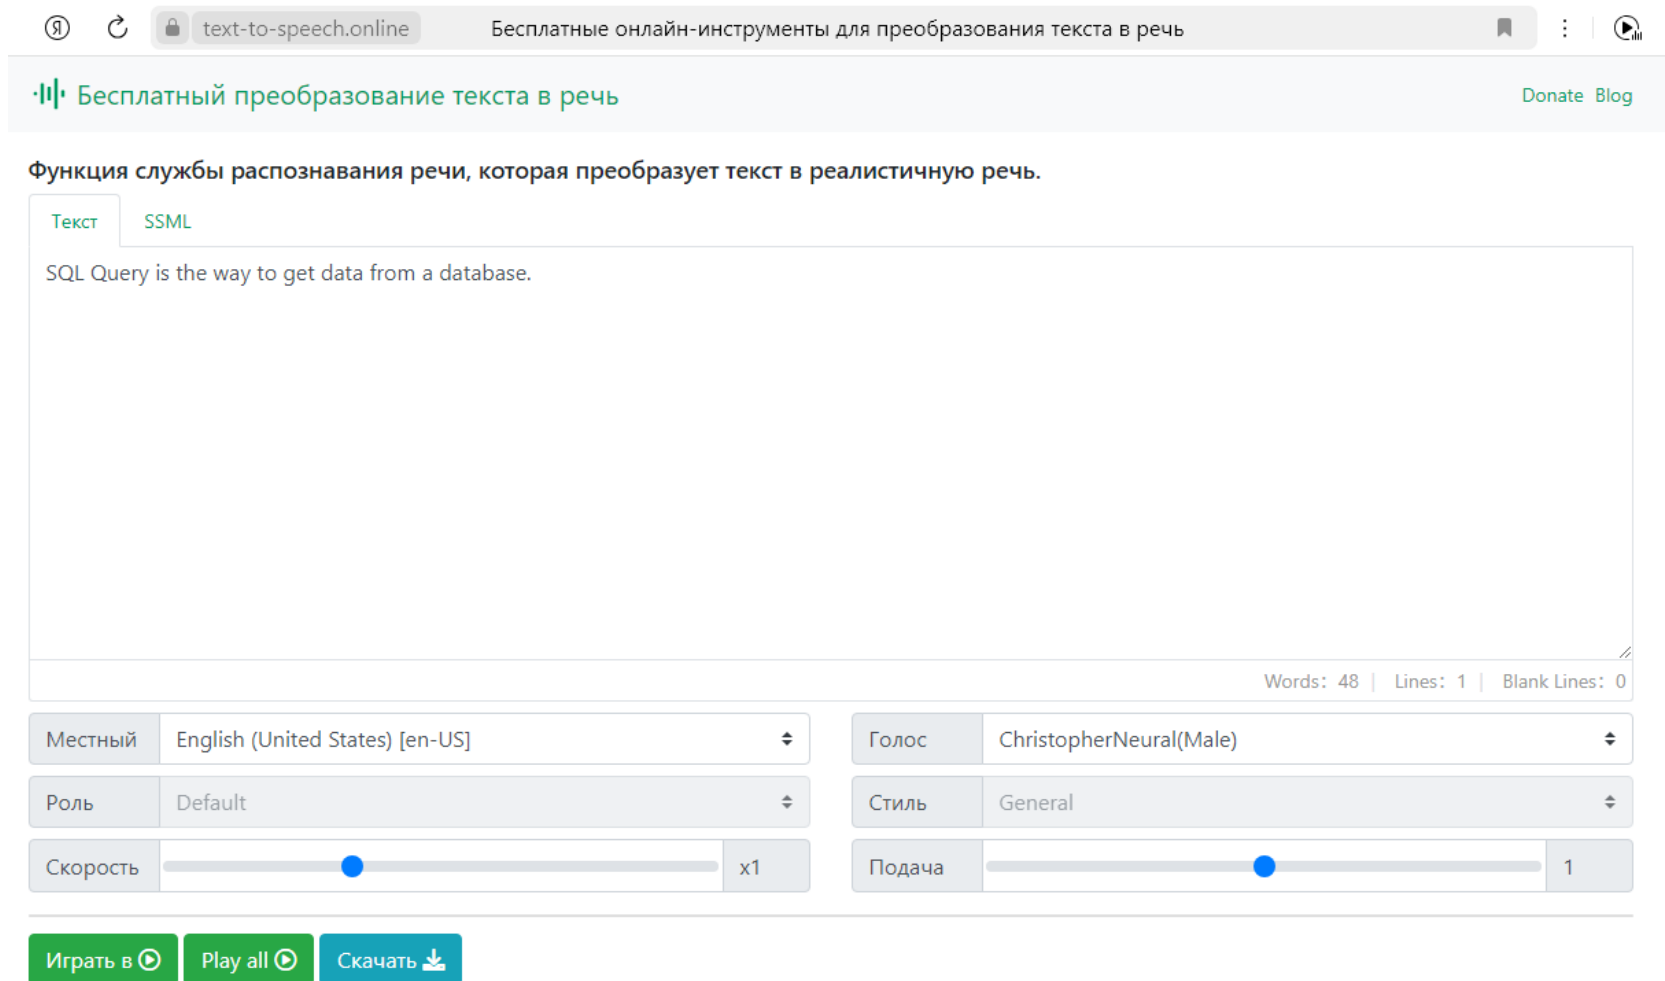 Я text-to-speech.online Бесплатные онлайн-инструменты для преобразования текста в речь
Бесплатный преобразование текста в речь Donate Blog
Функция службы распознавания речи, которая преобразует текст в реалистичную речь.
Текст SSML
SQL Query is the way to get data from a database.
Words: 48 | Lines: 1 | Blank Lines: 0
Местный English (United States) [en-US] Голос ChristopherNeural(Male)
Роль Default Стиль General
Скорость x1 Подача 1
Играть в Play all Скачать